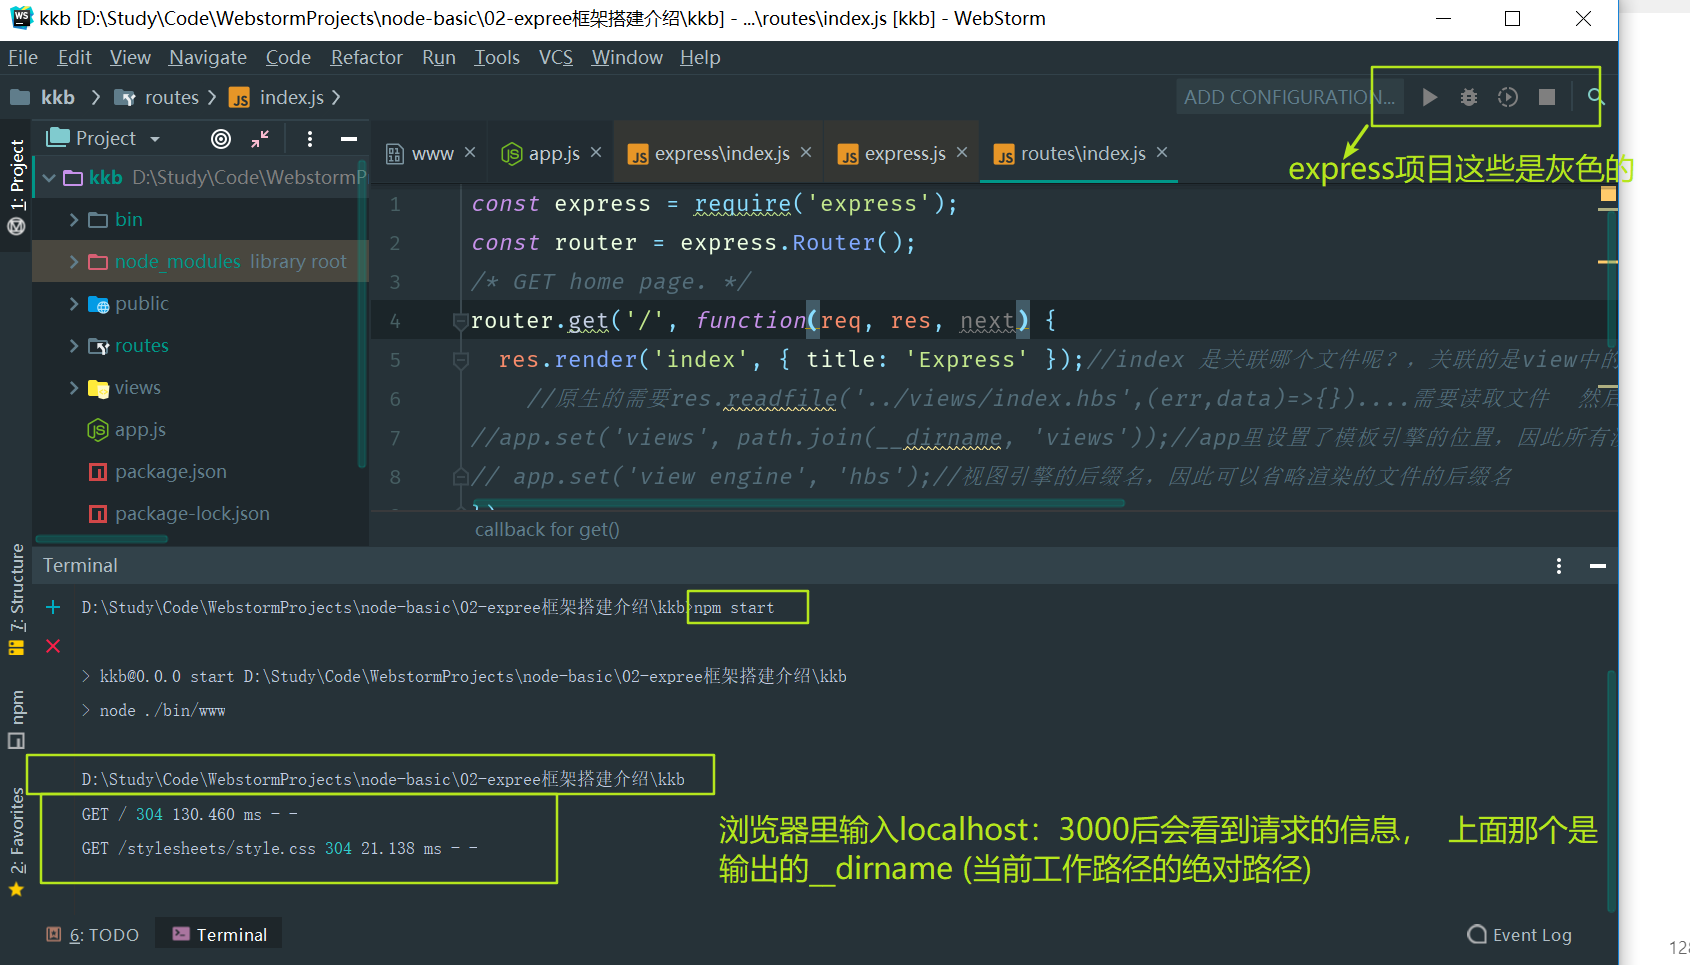 kkb [D:\Study\Code\WebstormProjects\node-basic\02-expree框架搭建介绍\kkb] - ...\routes\index.js [kkb] - WebStorm
File Edit View Navigate Code Refactor Run Tools VCS Window Help
kkb routes index.js ADD CONFIGURATION...
express项目这些是灰色的
Project
www app.js express\index.js express.js routes\index.js
1: Project
kkb D:\Study\Code\WebstormP
bin
node_modules library root
public
routes
views
app.js
package.json
package-lock.json
1 const express = require('express');
2 const router = express.Router();
3 /* GET home page. */
4 router.get('/', function(req, res, next) {
5 res.render('index', { title: 'Express' });//index 是关联哪个文件呢？，关联的是view中的
6 //原生的需要res.readfile('../views/index.hbs',(err,data)=>{})....需要读取文件 然后
7 //app.set('views', path.join(__dirname, 'views'));//app里设置了模板引擎的位置，因此所有
8 // app.set('view engine', 'hbs');//视图引擎的后缀名，因此可以省略渲染的文件的后缀名
})
callback for get()
7: Structure
npm
2: Favorites
Terminal
D:\Study\Code\WebstormProjects\node-basic\02-expree框架搭建介绍\kkb>npm start
> kkb@0.0.0 start D:\Study\Code\WebstormProjects\node-basic\02-expree框架搭建介绍\kkb
> node ./bin/www
D:\Study\Code\WebstormProjects\node-basic\02-expree框架搭建介绍\kkb
GET / 304 130.460 ms - -
GET /stylesheets/style.css 304 21.138 ms - -
浏览器里输入localhost：3000后会看到请求的信息， 上面那个是
输出的__dirname (当前工作路径的绝对路径)
6: TODO Terminal Event Log